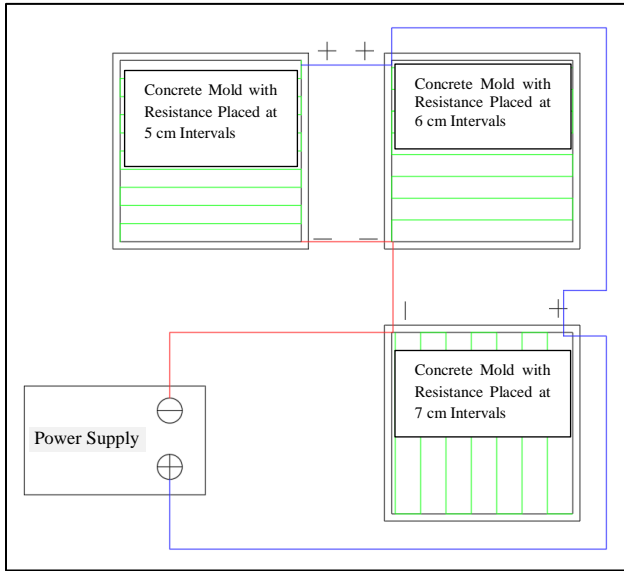 + +
Concrete Mold with
Resistance Placed at
5 cm Intervals
Concrete Mold with
Resistance Placed at
6 cm Intervals
− −
− +
Concrete Mold with
Resistance Placed at
7 cm Intervals
Power Supply
−
+